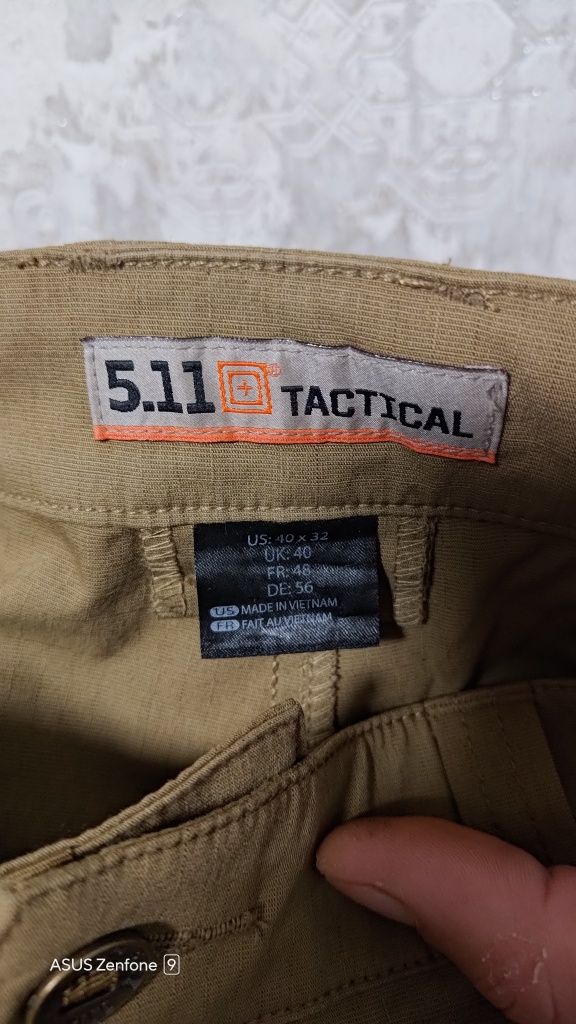 5.11 TACTICAL
US: 40 x 32
UK: 40
FR: 48
DE: 56
US MADE IN VIETNAM
FR FAIT AU VIETNAM
ASUS Zenfone 9